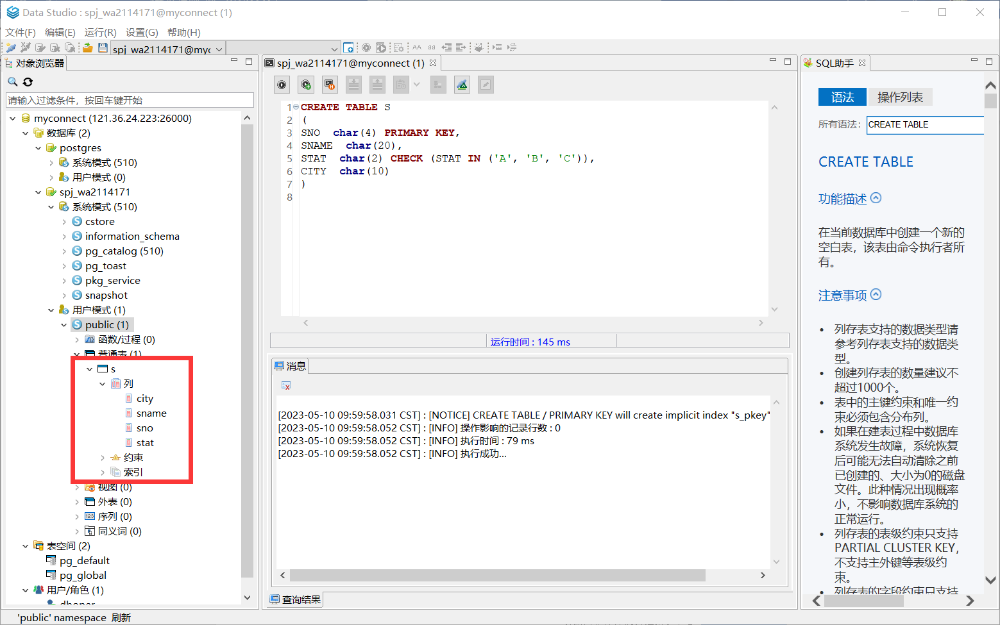 Data Studio : spj_wa2114171@myconnect (1)
文件(F) 编辑(E) 运行(R) 设置(G) 帮助(H)
spj_wa2114171@myc
对象浏览器
请输入过滤条件，按回车键开始
myconnect (121.36.24.223:26000)
数据库 (2)
postgres
系统模式 (510)
用户模式 (0)
spj_wa2114171
系统模式 (510)
cstore
information_schema
pg_catalog (510)
pg_toast
pkg_service
snapshot
用户模式 (1)
public (1)
函数/过程 (0)
普通表 (1)
s
列
city
sname
sno
stat
约束
索引
视图 (0)
外表 (0)
序列 (0)
同义词 (0)
表空间 (2)
pg_default
pg_global
用户/角色 (1)
'public' namespace 刷新
spj_wa2114171@myconnect (1)
1 CREATE TABLE S
2 (
3 SNO char(4) PRIMARY KEY,
4 SNAME char(20),
5 STAT char(2) CHECK (STAT IN ('A', 'B', 'C')),
6 CITY char(10)
7 )
8
运行时间 : 145 ms
消息
[2023-05-10 09:59:58.031 CST] : [NOTICE] CREATE TABLE / PRIMARY KEY will create implicit index "s_pkey"
[2023-05-10 09:59:58.052 CST] : [INFO] 操作影响的记录行数 : 0
[2023-05-10 09:59:58.052 CST] : [INFO] 执行时间 : 79 ms
[2023-05-10 09:59:58.052 CST] : [INFO] 执行成功...
查询结果
SQL助手
语法 操作列表
所有语法: CREATE TABLE
CREATE TABLE
功能描述
在当前数据库中创建一个新的
空白表，该表由命令执行者所
有。
注意事项
• 列存表支持的数据类型请
参考列存表支持的数据类
型。
• 创建列存表的数量建议不
超过1000个。
• 表中的主键约束和唯一约
束必须包含分布列。
• 如果在建表过程中数据库
系统发生故障，系统恢复
后可能无法自动清除之前
已创建的、大小为0的磁盘
文件。此种情况出现概率
小，不影响数据库系统的
正常运行。
• 列存表的表级约束只支持
PARTIAL CLUSTER KEY，
不支持主外键等表级约
束。
• 列存表的字段约束只支持